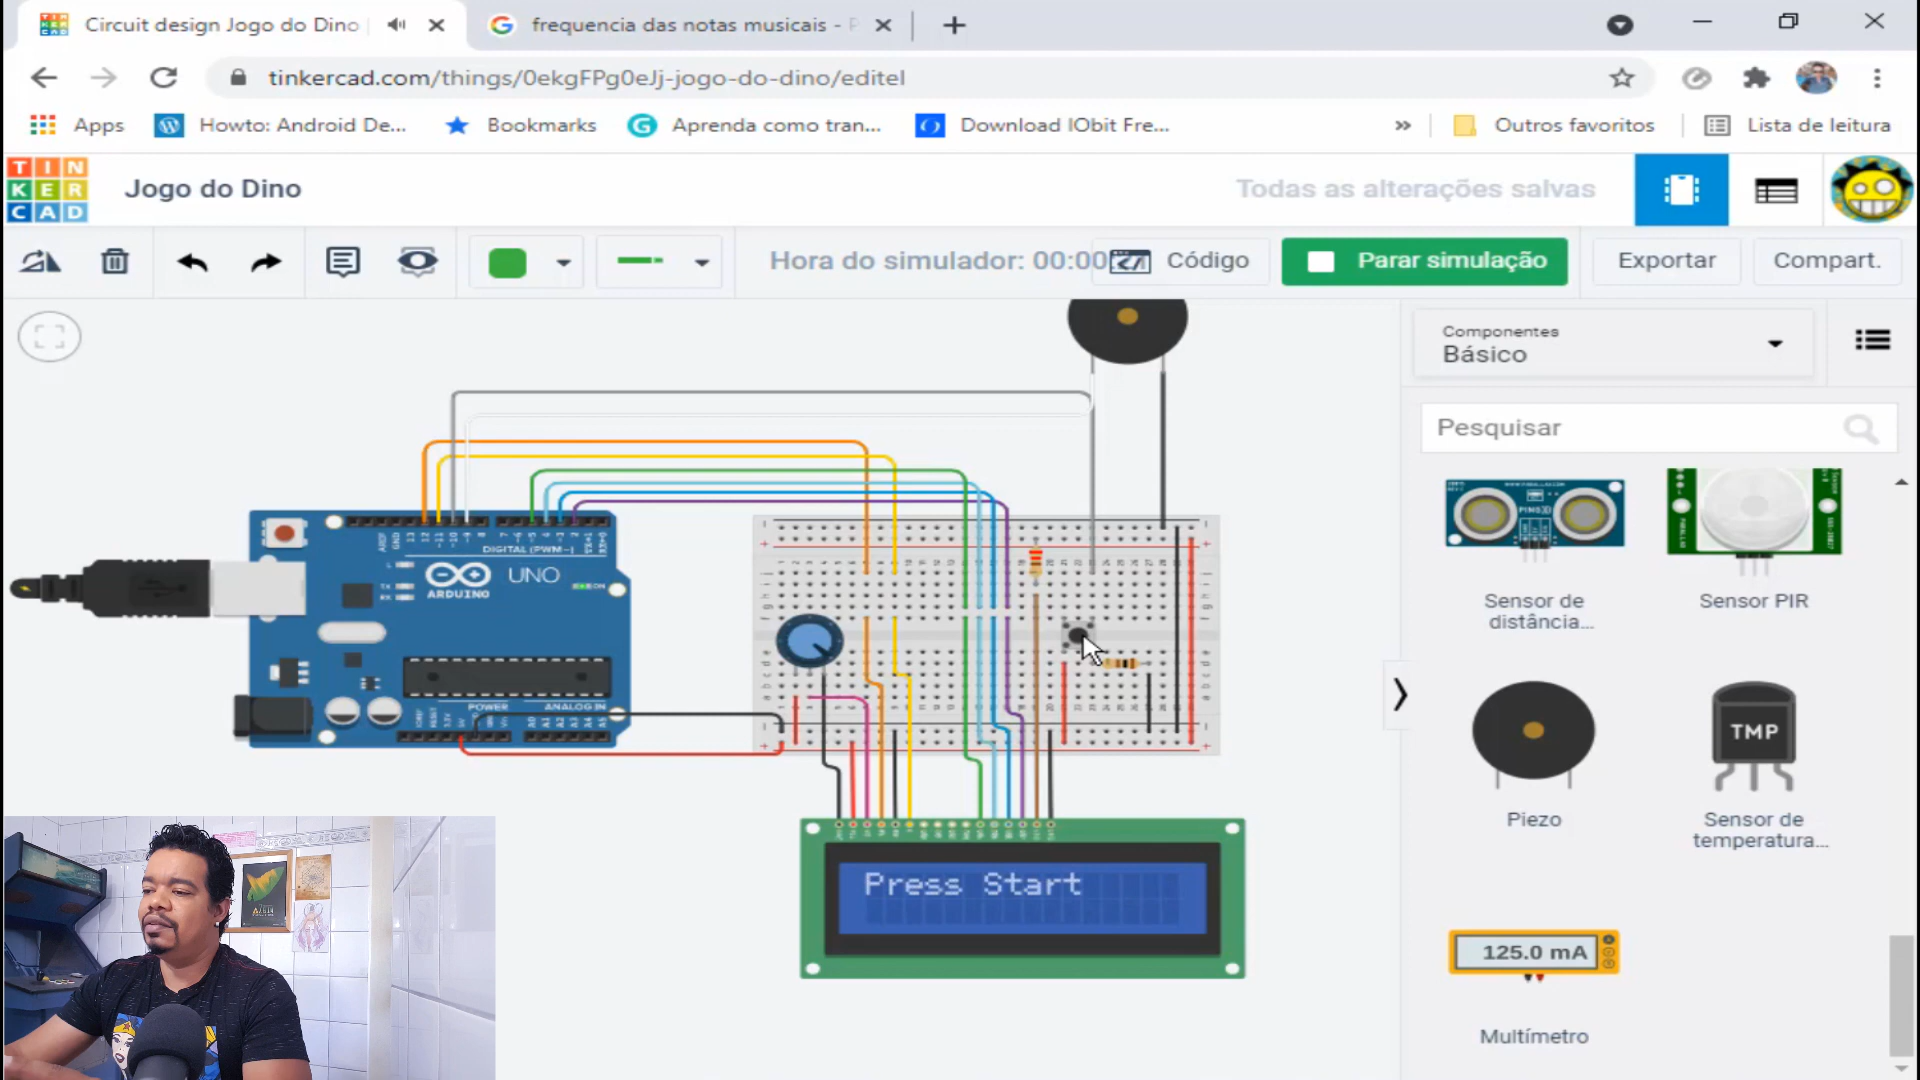 Circuit design Jogo do Dino
frequencia das notas musicais -
tinkercad.com/things/0ekgFPg0eJj-jogo-do-dino/editel
Apps
Howto: Android De...
Bookmarks
Aprenda como tran...
Download IObit Fre...
Outros favoritos
Lista de leitura
TIN
KER
CAD
Jogo do Dino
Todas as alterações salvas
Hora do simulador: 00:00
Código
Parar simulação
Exportar
Compart.
Componentes
Básico
Pesquisar
Sensor de
distância...
Sensor PIR
DIGITAL (PWM~)
UNO
ARDUINO
POWER
ANALOG IN
TMP
Piezo
Sensor de
temperatura...
Press Start
125.0 mA
Multímetro